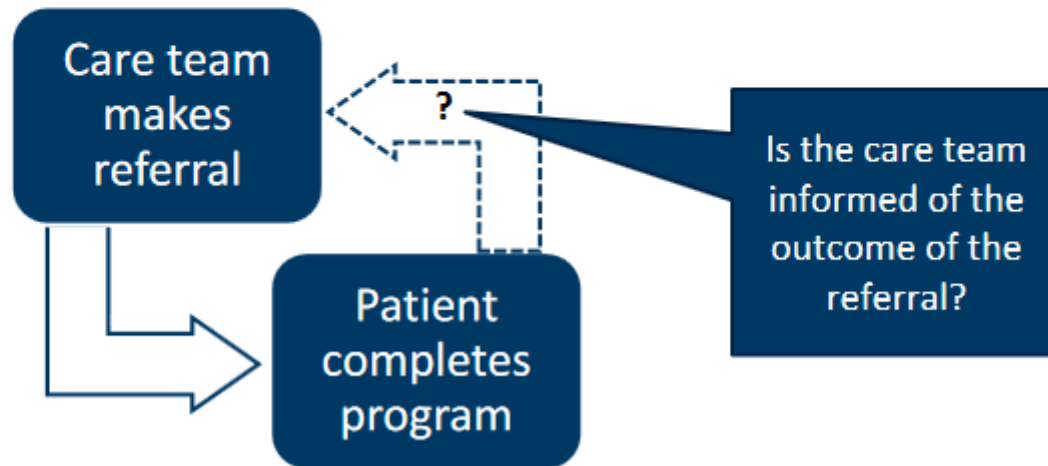 Care team
makes
referral
?
Is the care team
informed of the
outcome of the
referral?
Patient
completes
program